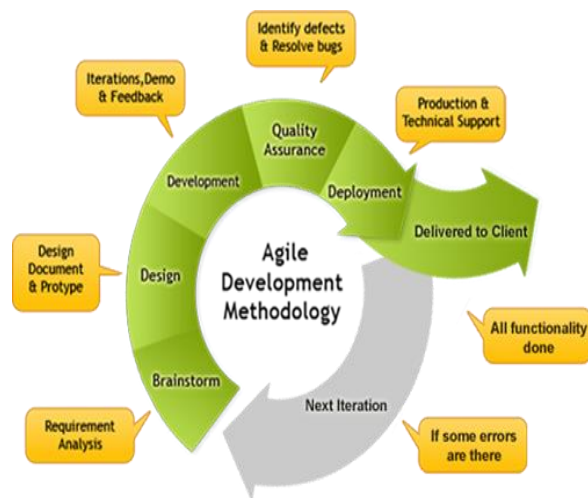 Identify defects
& Resolve bugs
Iterations,Demo
& Feedback
Production &
Technical Support
Quality
Assurance
Development
Deployment
Delivered to Client
Design
Document
& Protype
Design
Agile
Development
Methodology
All functionality
done
Brainstorm
Next Iteration
Requirement
Analysis
If some errors
are there